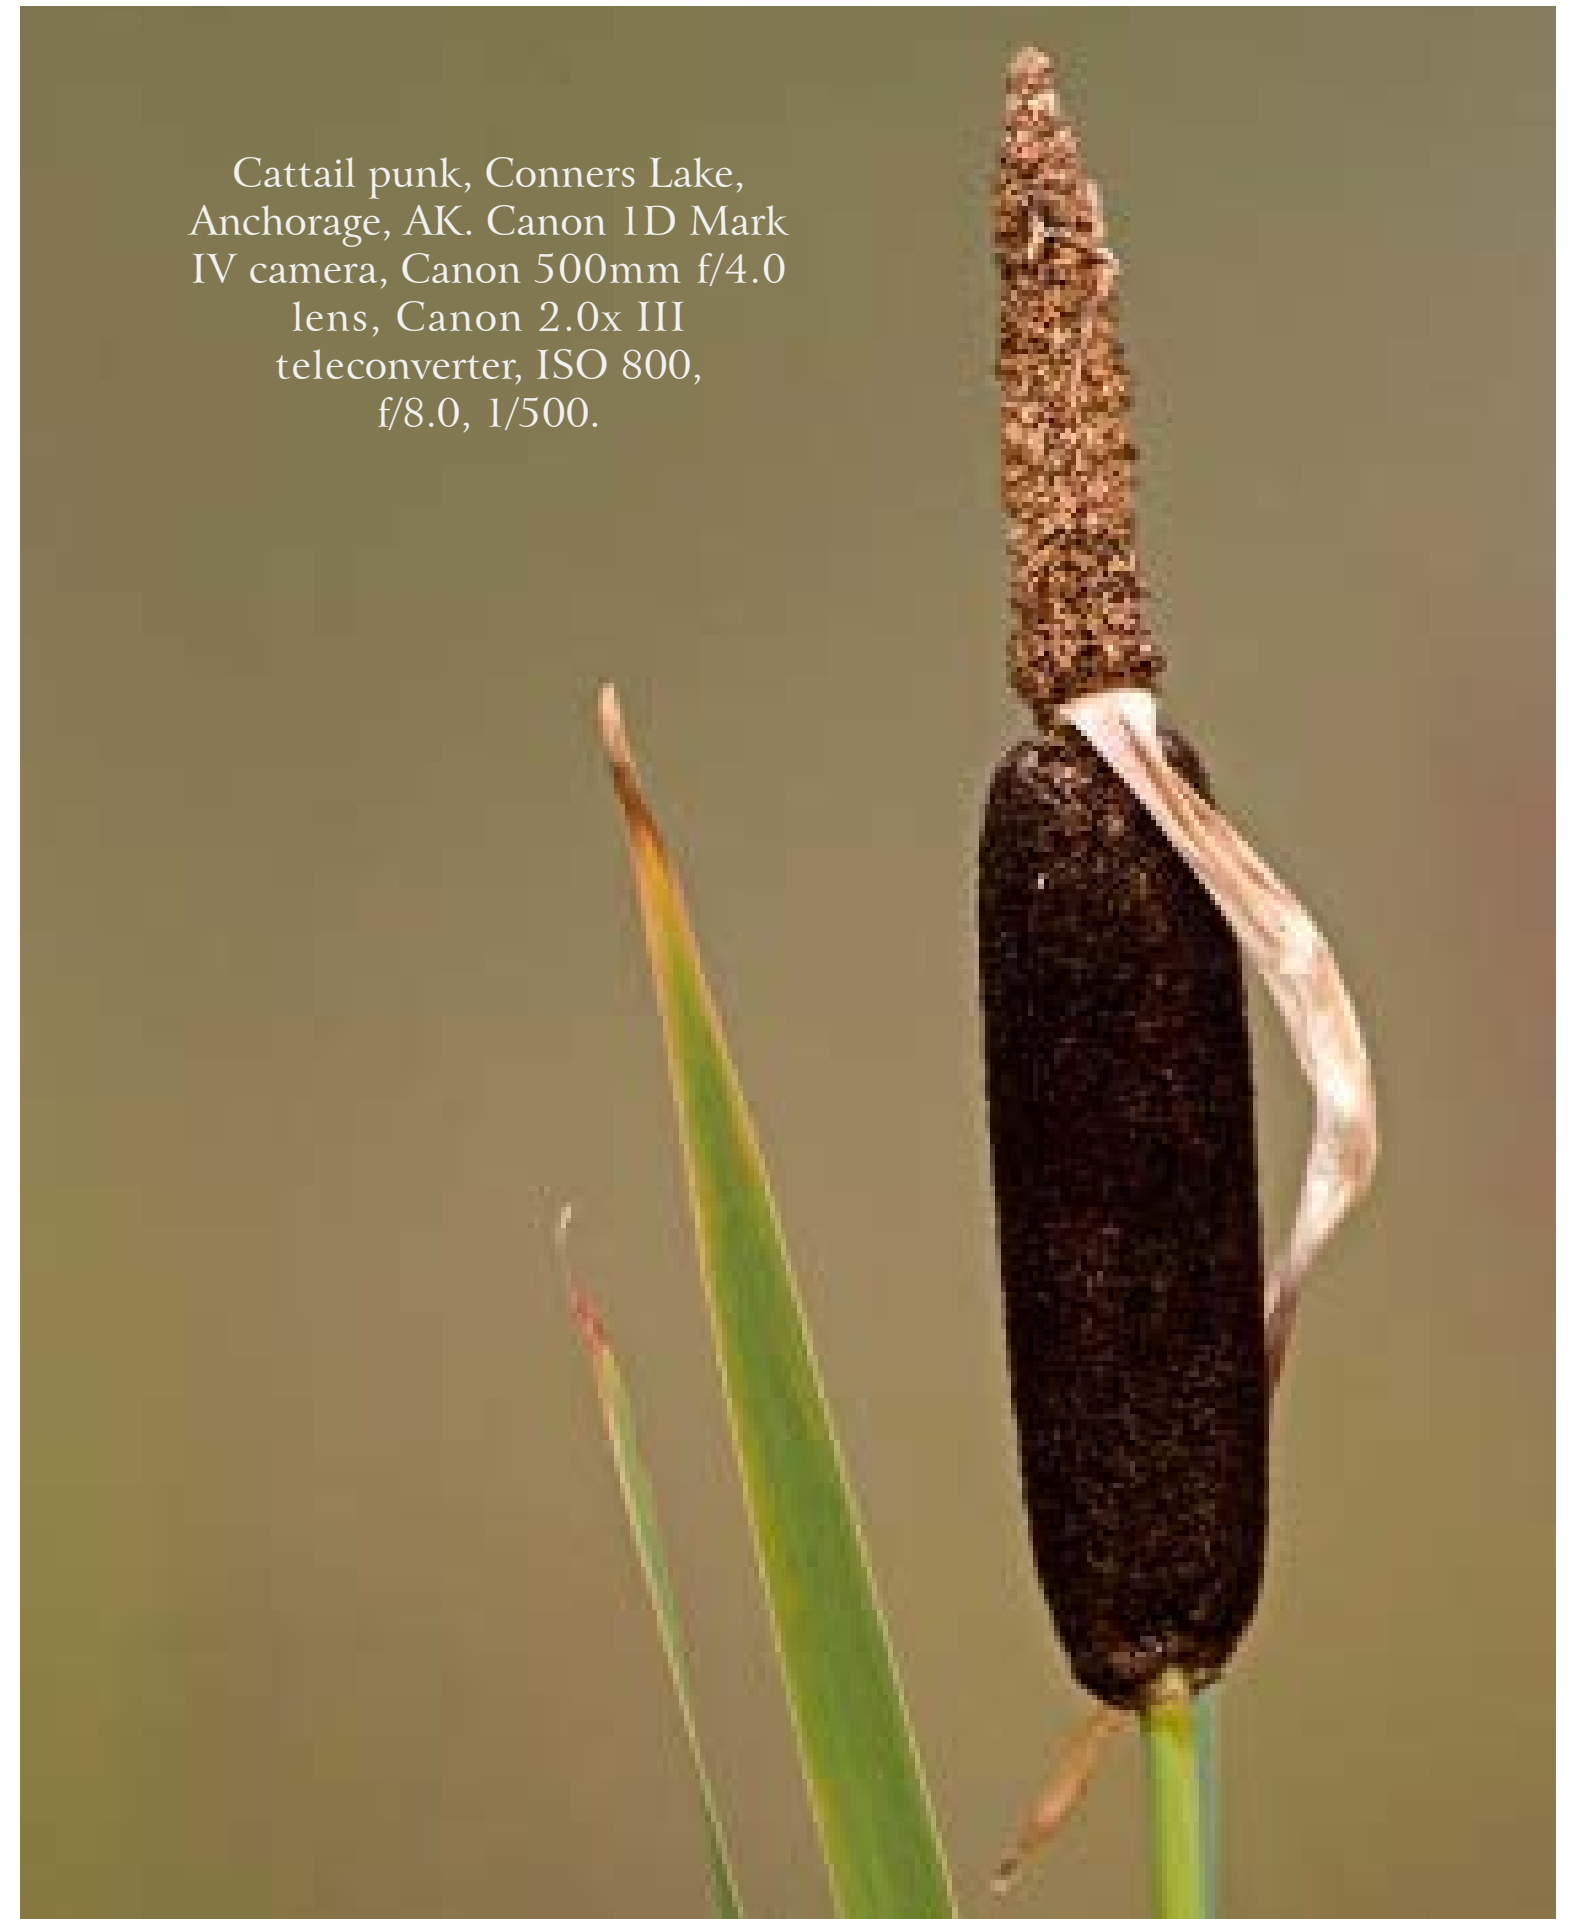 Cattail punk, Conners Lake,
Anchorage, AK. Canon 1D Mark
IV camera, Canon 500mm f/4.0
lens, Canon 2.0x III
teleconverter, ISO 800,
f/8.0, 1/500.